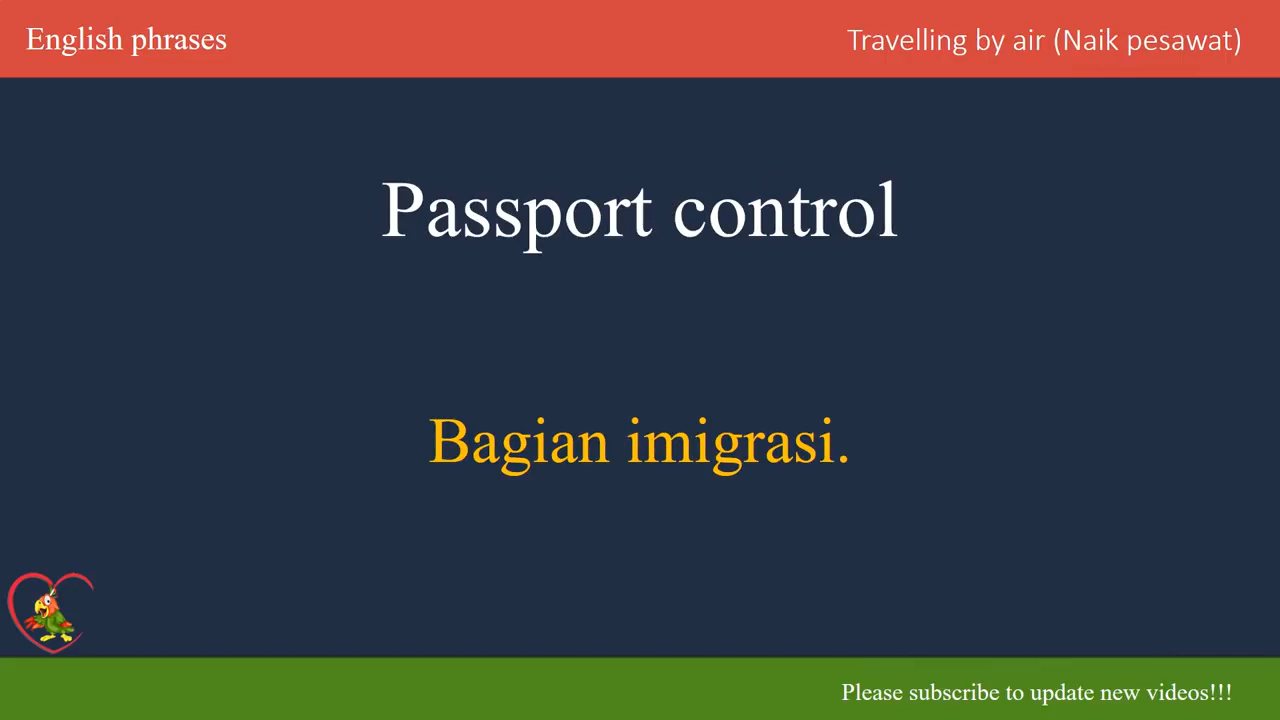 English phrases
Travelling by air (Naik pesawat)
Passport control
Bagian imigrasi.
Please subscribe to update new videos!!!